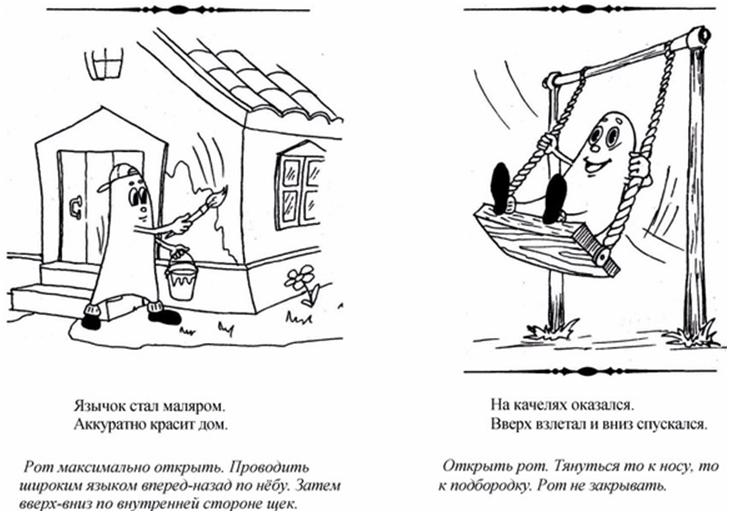 Язычок стал маляром.
Аккуратно красит дом.
Рот максимально открыть. Проводить
широким языком вперед-назад по нёбу. Затем
вверх-вниз по внутренней стороне щек.
На качелях оказался.
Вверх взлетал и вниз спускался.
Открыть рот. Тянуться то к носу, то
к подбородку. Рот не закрывать.